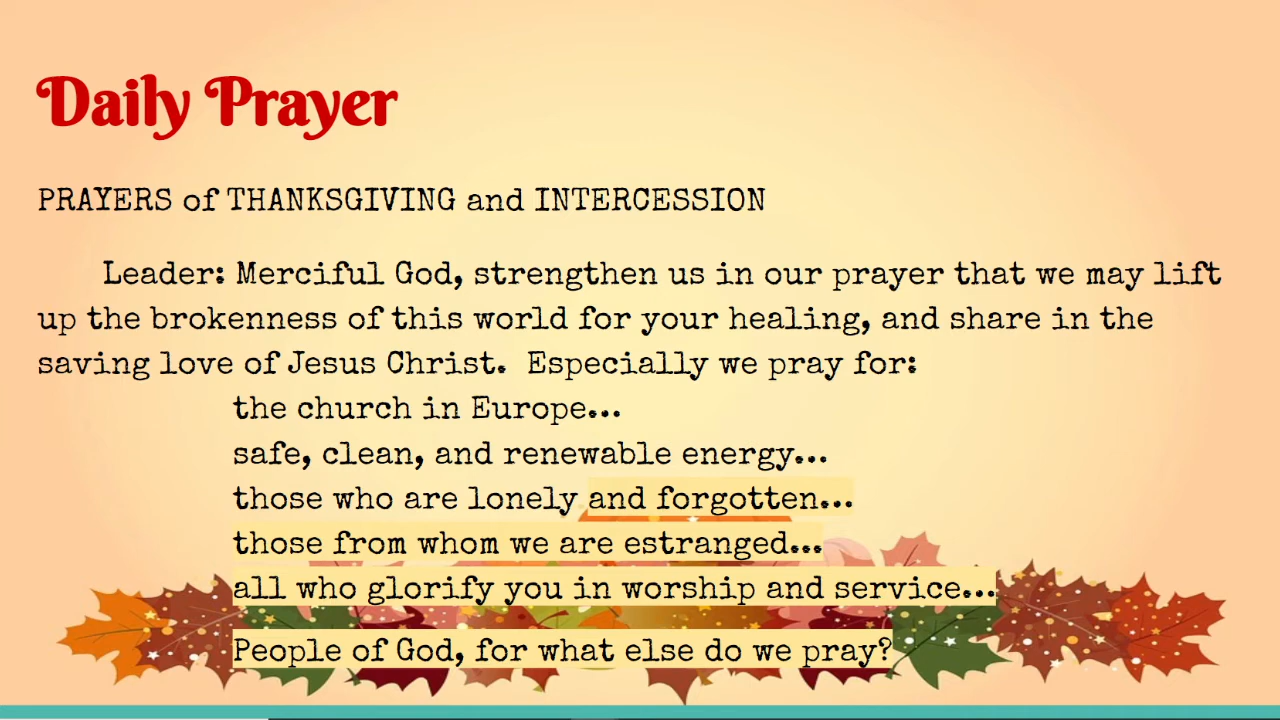 Daily Prayer
PRAYERS of THANKSGIVING and INTERCESSION
Leader: Merciful God, strengthen us in our prayer that we may lift
up the brokenness of this world for your healing, and share in the
saving love of Jesus Christ.  Especially we pray for:
the church in Europe...
safe, clean, and renewable energy...
those who are lonely and forgotten...
those from whom we are estranged...
all who glorify you in worship and service...
People of God, for what else do we pray?